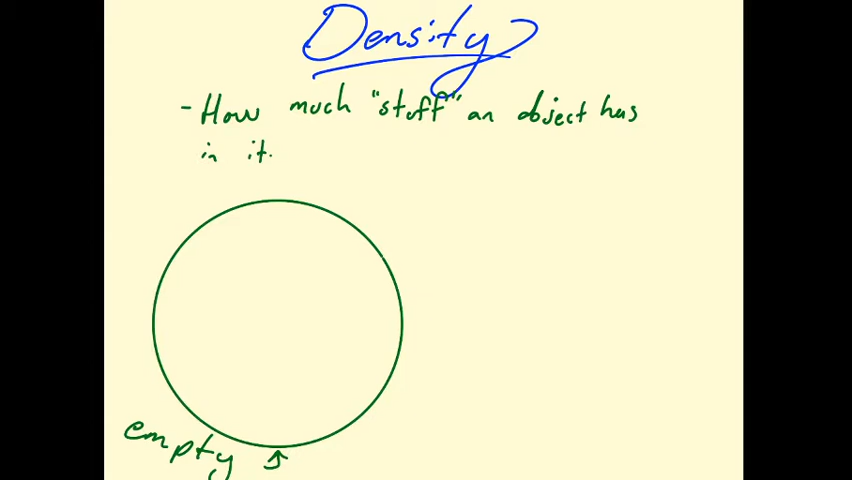 Density
- How much "stuff" an object has
in it.
empty ↑